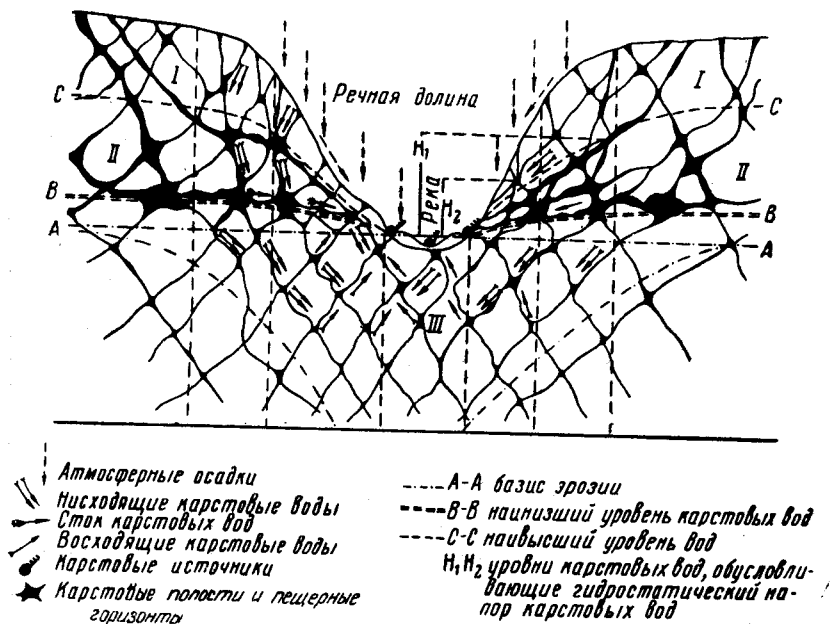 I
I
C
C
Речная долина
H₁
II
II
река
H₂
B
B
A
A
III
Атмосферные осадки
Нисходящие карстовые воды
Сток карстовых вод
Восходящие карстовые воды
Карстовые источники
Карстовые полости и пещерные
горизонты
А-А базис эрозии
В-В наинизший уровень карстовых вод
С-С наивысший уровень вод
H₁H₂ уровни карстовых вод, обусловли-
вающие гидростатический на-
пор карстовых вод